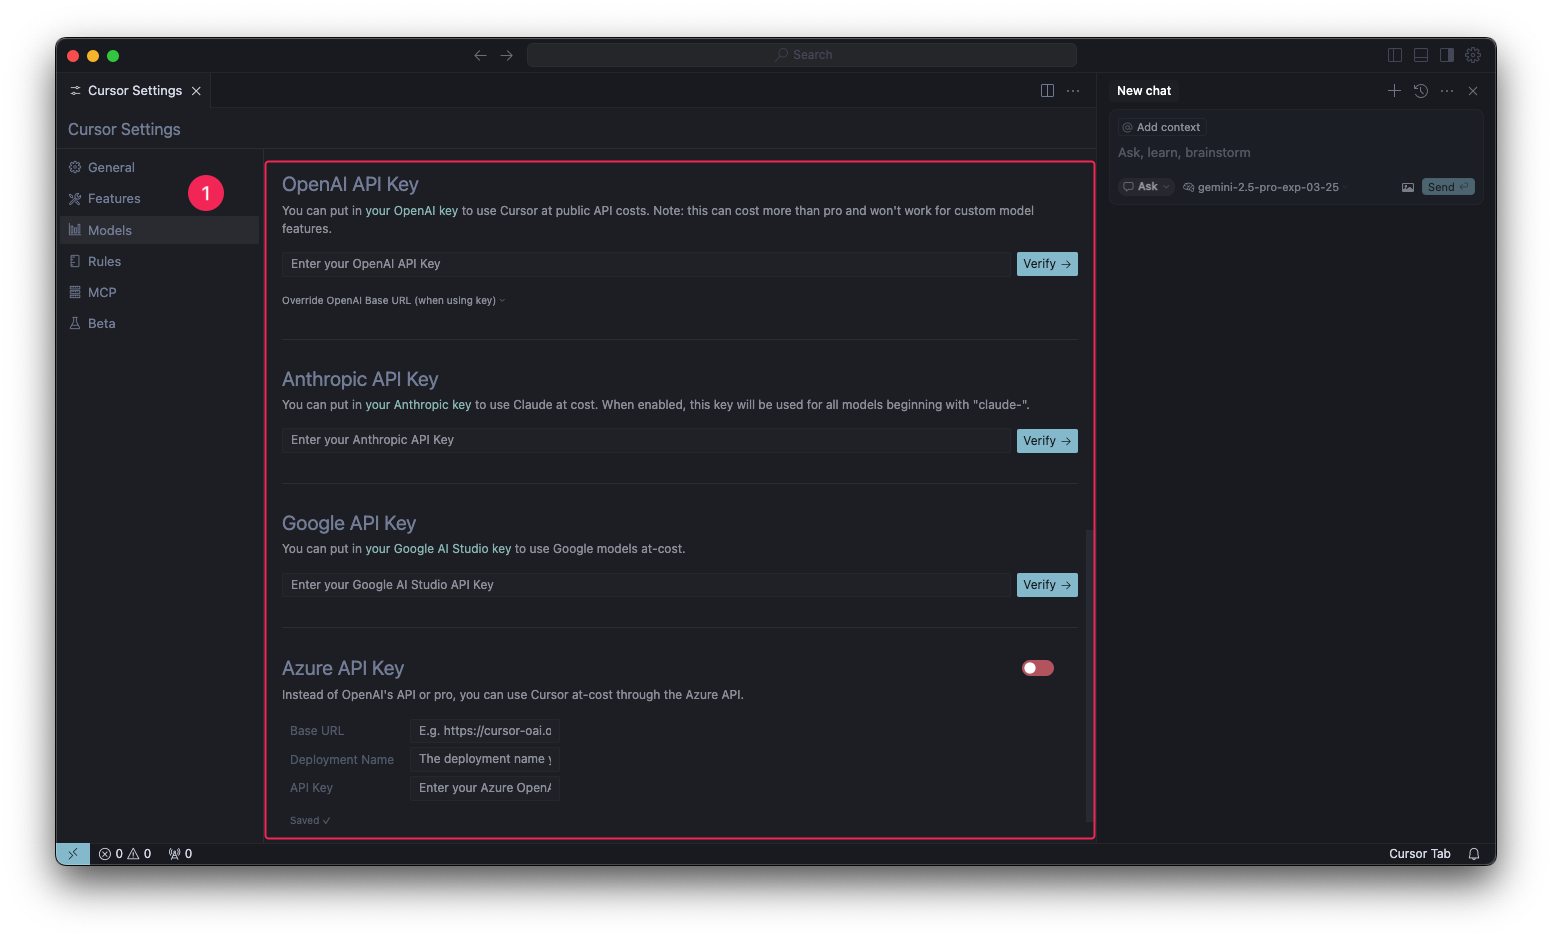 Search
Cursor Settings
New chat
Cursor Settings
Add context
Ask, learn, brainstorm
Ask
gemini-2.5-pro-exp-03-25
Send
General
1
Features
Models
Rules
MCP
Beta
OpenAI API Key
You can put in your OpenAI key to use Cursor at public API costs. Note: this can cost more than pro and won't work for custom model
features.
Enter your OpenAI API Key
Verify →
Override OpenAI Base URL (when using key)
Anthropic API Key
You can put in your Anthropic key to use Claude at cost. When enabled, this key will be used for all models beginning with "claude-".
Enter your Anthropic API Key
Verify →
Google API Key
You can put in your Google AI Studio key to use Google models at-cost.
Enter your Google AI Studio API Key
Verify →
Azure API Key
Instead of OpenAI's API or pro, you can use Cursor at-cost through the Azure API.
Base URL
E.g. https://cursor-oai.o
Deployment Name
The deployment name y
API Key
Enter your Azure OpenA
Saved ✓
0 0 0
Cursor Tab